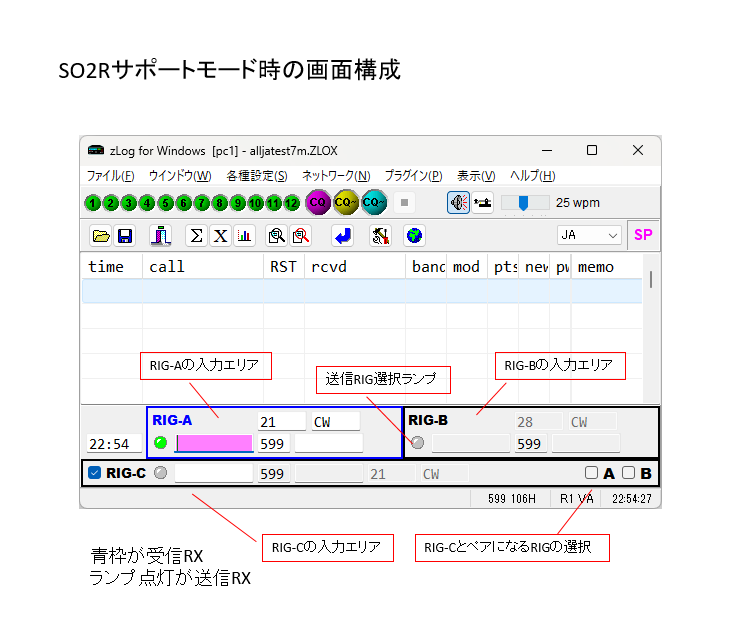 SO2Rサポートモード時の画面構成
zLog for Windows [pc1] - alljatest7m.ZLOX
ファイル(F) ウインドウ(W) 各種設定(S) ネットワーク(N) プラグイン(P) 表示(V) ヘルプ(H)
1 2 3 4 5 6 7 8 9 10 11 12 CQ CQ~ CQ~ 25 wpm
Σ X JA SP
time call RST rcvd band mod pts new pw memo
RIG-Aの入力エリア
送信RIG選択ランプ
RIG-Bの入力エリア
RIG-A 21 CW RIG-B 28 CW
22:54 599 599
RIG-C 599 21 CW A B
599 106H R1 VA 22:54:27
RIG-Cの入力エリア
RIG-CとペアになるRIGの選択
青枠が受信RX
ランプ点灯が送信RX